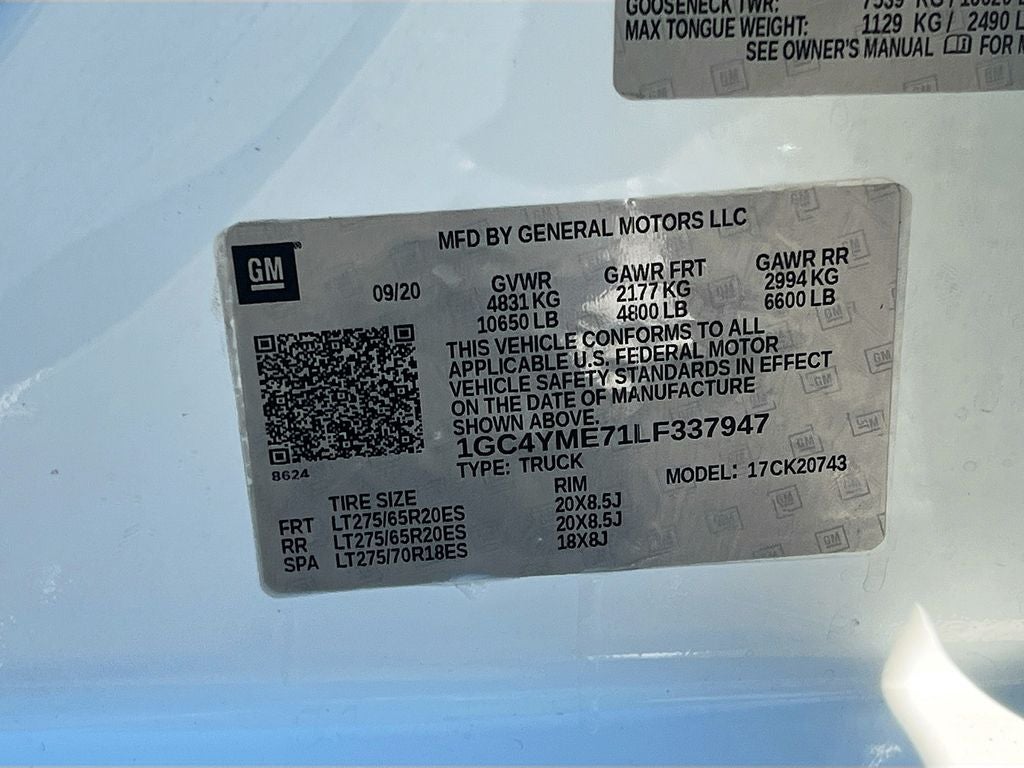 GOOSENECK TWR:
MAX TONGUE WEIGHT: 1129 KG / 2490 L
SEE OWNER'S MANUAL FOR M
GM
MFD BY GENERAL MOTORS LLC
09/20 GVWR GAWR FRT GAWR RR
4831 KG 2177 KG 2994 KG
10650 LB 4800 LB 6600 LB
THIS VEHICLE CONFORMS TO ALL
APPLICABLE U.S. FEDERAL MOTOR
VEHICLE SAFETY STANDARDS IN EFFECT
ON THE DATE OF MANUFACTURE
SHOWN ABOVE.
1GC4YME71LF337947
8624
TYPE: TRUCK MODEL: 17CK20743
TIRE SIZE RIM
FRT LT275/65R20ES 20X8.5J
RR LT275/65R20ES 20X8.5J
SPA LT275/70R18ES 18X8J